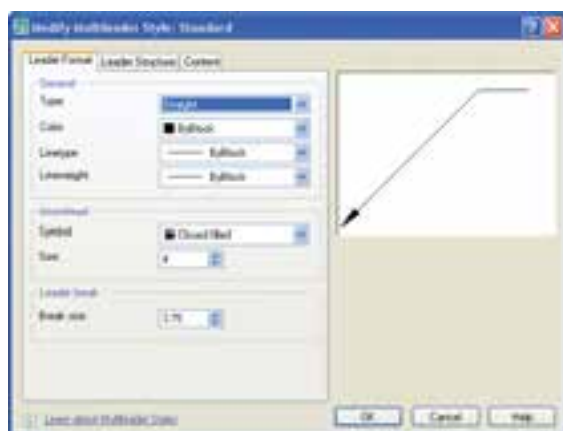 Modify Multileader Style: Standard
Leader Format Leader Structure Content
General
Type: Straight
Color: ByBlock
Linetype: ByBlock
Lineweight: ByBlock
Arrowhead
Symbol: Closed filled
Size: 4
Leader break
Break size: 3.75
Learn about Multileader Styles
OK Cancel Help